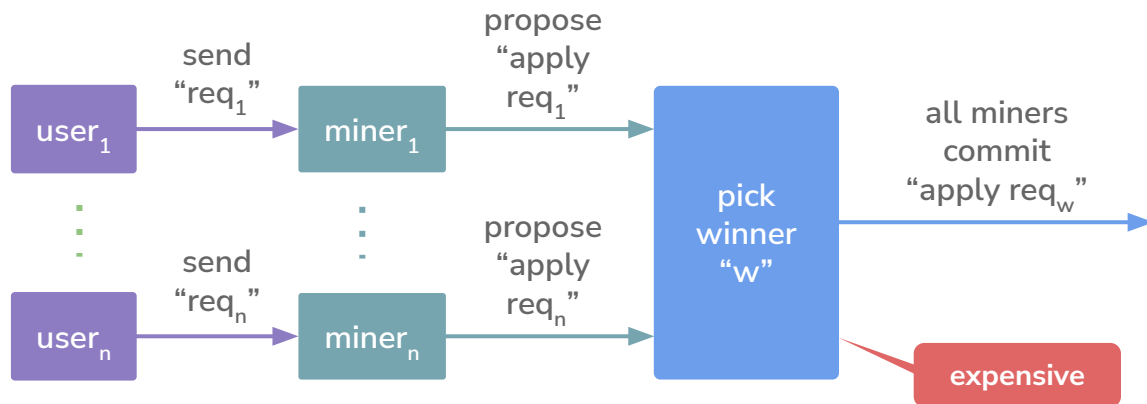 user₁
send
“req₁”
miner₁
propose
“apply
req₁”
pick
winner
“w”
all miners
commit
“apply req_w”
userₙ
send
“reqₙ”
minerₙ
propose
“apply
reqₙ”
expensive